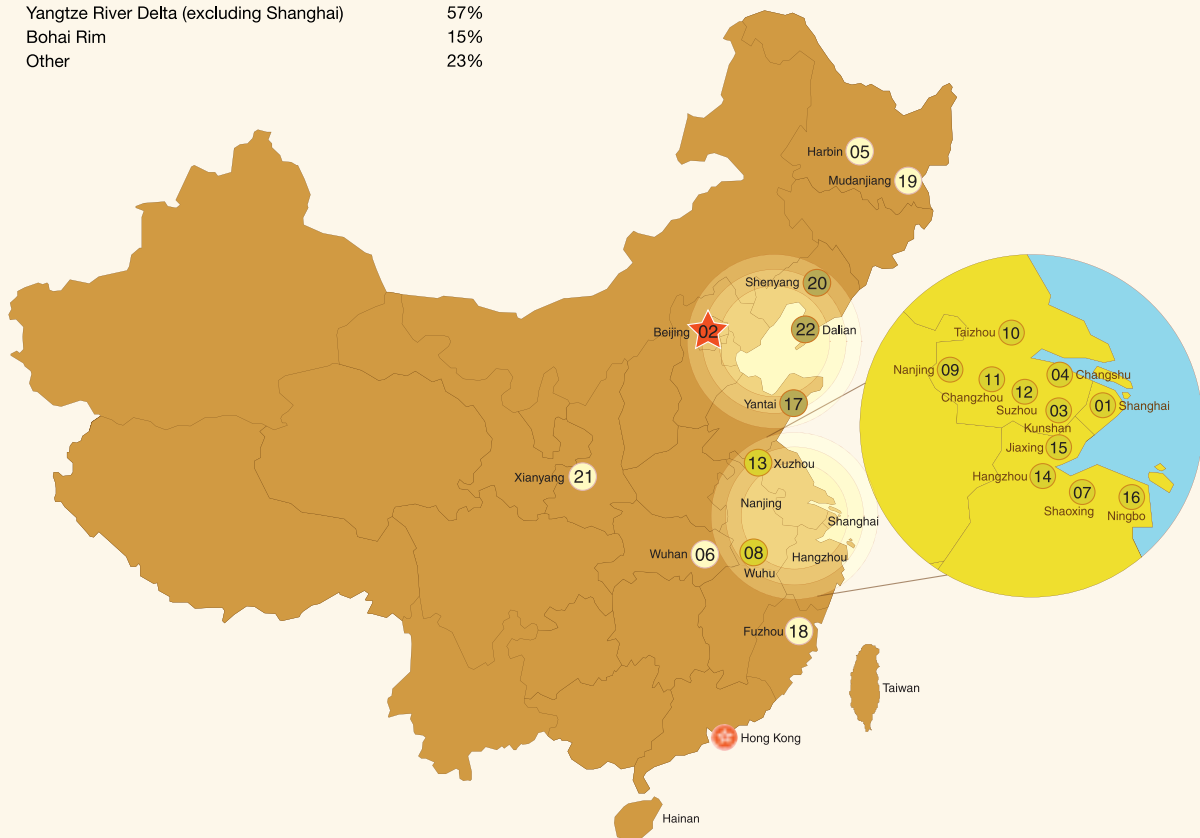 Yangtze River Delta (excluding Shanghai) 57%
Bohai Rim 15%
Other 23%
Harbin 05
Mudanjiang 19
Shenyang 20
Beijing 02
22 Dalian
Yantai 17
13 Xuzhou
Xianyang 21
Nanjing
Shanghai
Wuhan 06
08
Wuhu
Hangzhou
Fuzhou 18
Taiwan
Hong Kong
Hainan
Taizhou 10
Nanjing 09
11
Changzhou
04 Changshu
12
Suzhou
03
Kunshan
01 Shanghai
Jiaxing 15
Hangzhou 14
07
Shaoxing
16
Ningbo